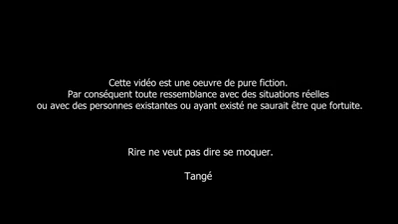 Cette vidéo est une oeuvre de pure fiction.
Par conséquent toute ressemblance avec des situations réelles
ou avec des personnes existantes ou ayant existé ne saurait être que fortuite.
Rire ne veut pas dire se moquer.
Tangé